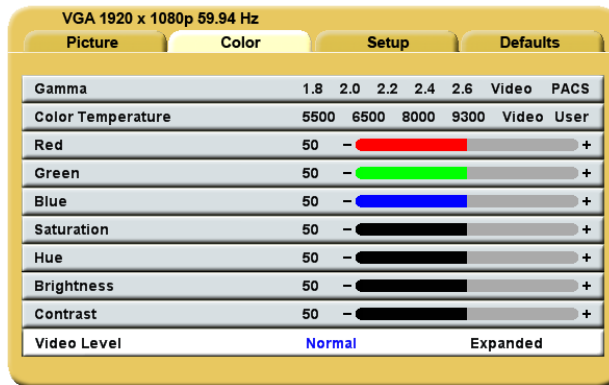 VGA 1920 x 1080p 59.94 Hz
Picture Color Setup Defaults
Gamma 1.8 2.0 2.2 2.4 2.6 Video PACS
Color Temperature 5500 6500 8000 9300 Video User
Red 50 - +
Green 50 - +
Blue 50 - +
Saturation 50 - +
Hue 50 - +
Brightness 50 - +
Contrast 50 - +
Video Level Normal Expanded